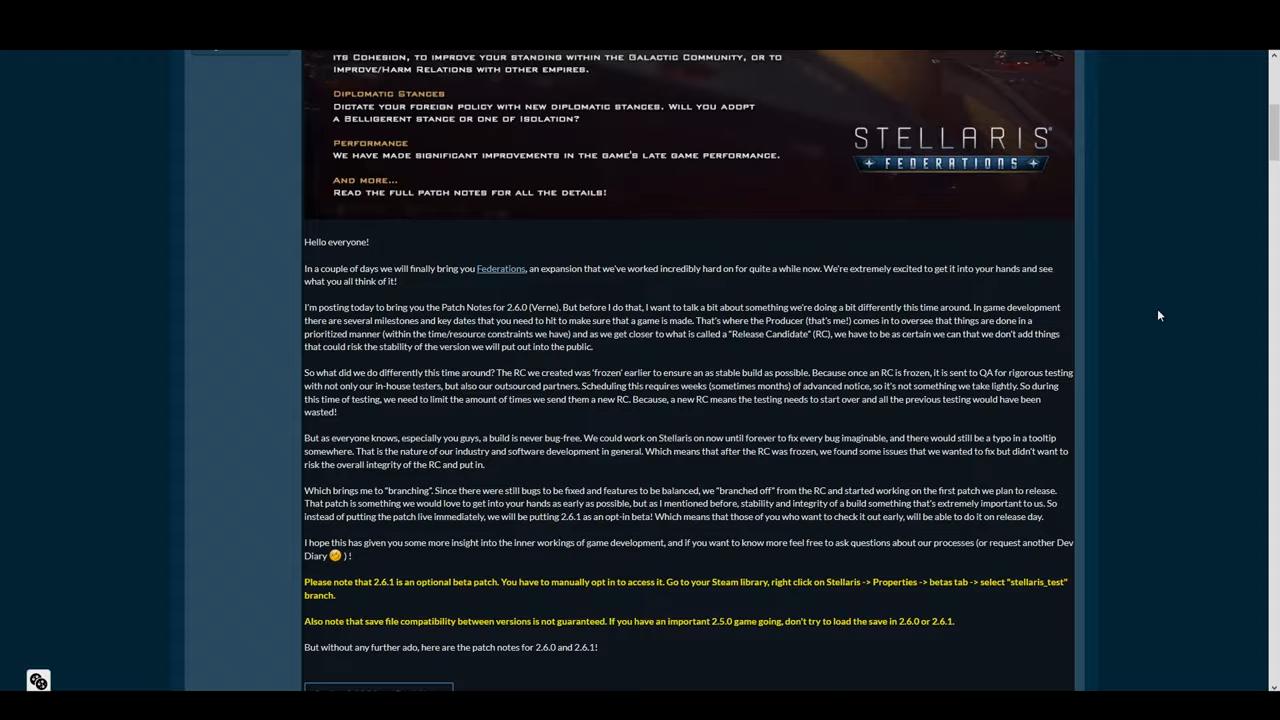 ITS COHESION, TO IMPROVE YOUR STANDING WITHIN THE GALACTIC COMMUNITY, OR TO
IMPROVE/HARM RELATIONS WITH OTHER EMPIRES.
DIPLOMATIC STANCES
DICTATE YOUR FOREIGN POLICY WITH NEW DIPLOMATIC STANCES. WILL YOU ADOPT
A BELLIGERENT STANCE OR ONE OF ISOLATION?
PERFORMANCE
WE HAVE MADE SIGNIFICANT IMPROVEMENTS IN THE GAME'S LATE GAME PERFORMANCE.
AND MORE...
READ THE FULL PATCH NOTES FOR ALL THE DETAILS!
STELLARIS
FEDERATIONS
Hello everyone!
In a couple of days we will finally bring you Federations, an expansion that we've worked incredibly hard on for quite a while now. We're extremely excited to get it into your hands and see
what you all think of it!
I'm posting today to bring you the Patch Notes for 2.6.0 (Verne). But before I do that, I want to talk a bit about something we're doing a bit differently this time around. In game development
there are several milestones and key dates that you need to hit to make sure that a game is made. That's where the Producer (that's me!) comes in to oversee that things are done in a
prioritized manner (within the time/resource constraints we have) and as we get closer to what is called a "Release Candidate" (RC), we have to be as certain we can that we don't add things
that could risk the stability of the version we will put out into the public.
So what did we do differently this time around? The RC we created was 'frozen' earlier to ensure an as stable build as possible. Because once an RC is frozen, it is sent to QA for rigorous testing
with not only our in-house testers, but also our outsourced partners. Scheduling this requires weeks (sometimes months) of advanced notice, so it's not something we take lightly. So during
this time of testing, we need to limit the amount of times we send them a new RC. Because, a new RC means the testing needs to start over and all the previous testing would have been
wasted!
But as everyone knows, especially you guys, a build is never bug-free. We could work on Stellaris on now until forever to fix every bug imaginable, and there would still be a typo in a tooltip
somewhere. That is the nature of our industry and software development in general. Which means that after the RC was frozen, we found some issues that we wanted to fix but didn't want to
risk the overall integrity of the RC and put in.
Which brings me to "branching". Since there were still bugs to be fixed and features to be balanced, we "branched off" from the RC and started working on the first patch we plan to release.
That patch is something we would love to get into your hands as early as possible, but as I mentioned before, stability and integrity of a build something that's extremely important to us. So
instead of putting the patch live immediately, we will be putting 2.6.1 as an opt-in beta! Which means that those of you who want to check it out early, will be able to do it on release day.
I hope this has given you some more insight into the inner workings of game development, and if you want to know more feel free to ask questions about our processes (or request another Dev
Diary ) !
Please note that 2.6.1 is an optional beta patch. You have to manually opt in to access it. Go to your Steam library, right click on Stellaris -> Properties -> betas tab -> select "stellaris_test"
branch.
Also note that save file compatibility between versions is not guaranteed. If you have an important 2.5.0 game going, don't try to load the save in 2.6.0 or 2.6.1.
But without any further ado, here are the patch notes for 2.6.0 and 2.6.1!